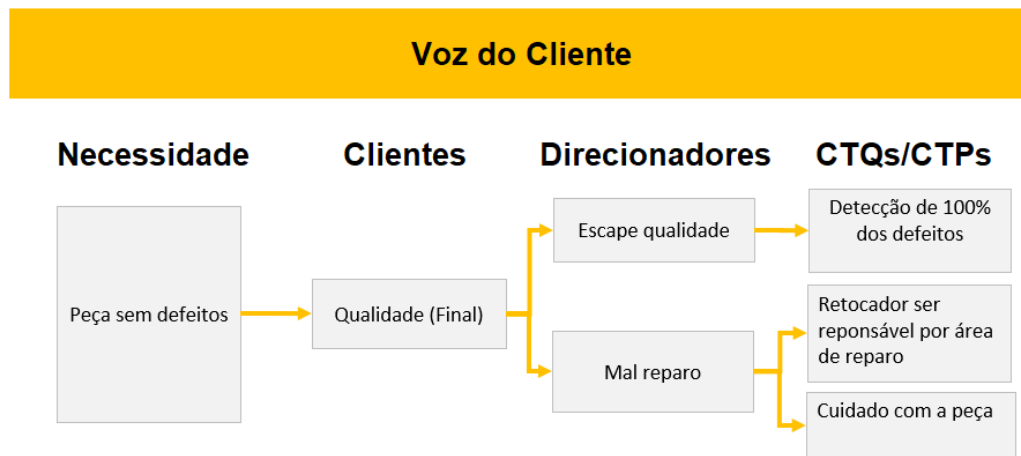 Voz do Cliente
Necessidade
Clientes
Direcionadores
CTQs/CTPs
Peça sem defeitos
Qualidade (Final)
Escape qualidade
Mal reparo
Detecção de 100%
dos defeitos
Retocador ser
reponsável por área
de reparo
Cuidado com a peça